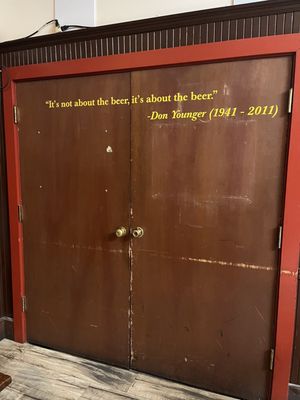 “It's not about the beer, it's about the beer.”
-Don Younger (1941 - 2011)